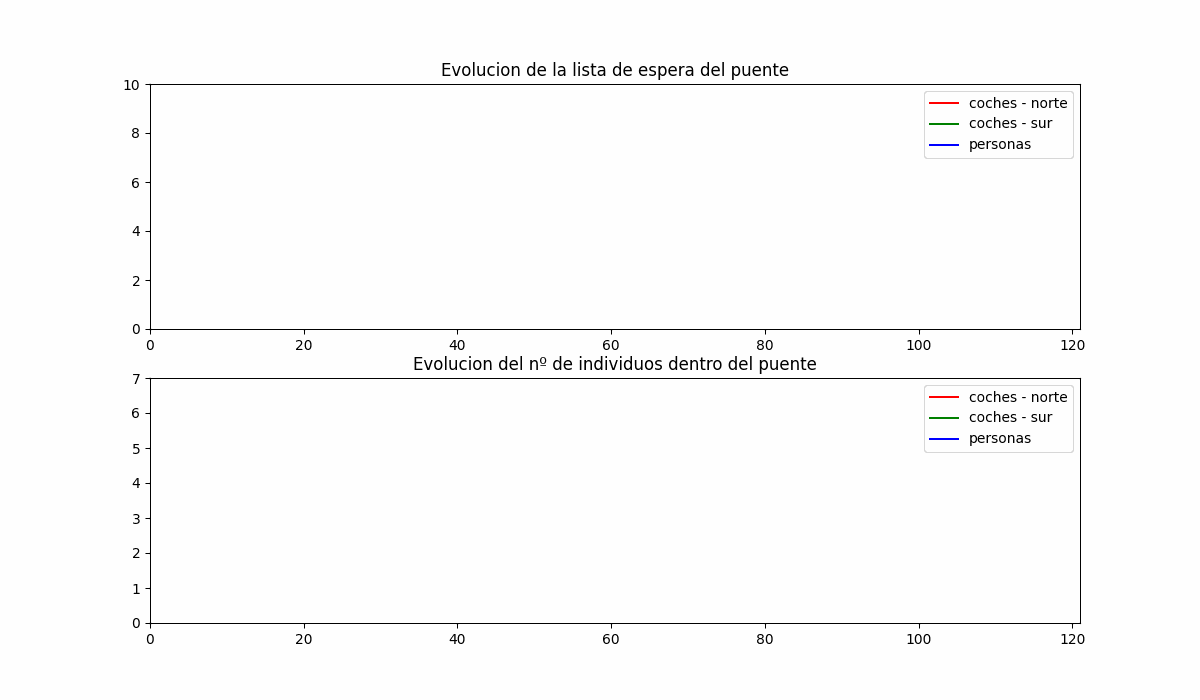 Evolucion de la lista de espera del puente
10
8
6
4
2
0
coches - norte
coches - sur
personas
0 20 40 60 80 100 120
Evolucion del nº de individuos dentro del puente
7
6
5
4
3
2
1
0
coches - norte
coches - sur
personas
0 20 40 60 80 100 120